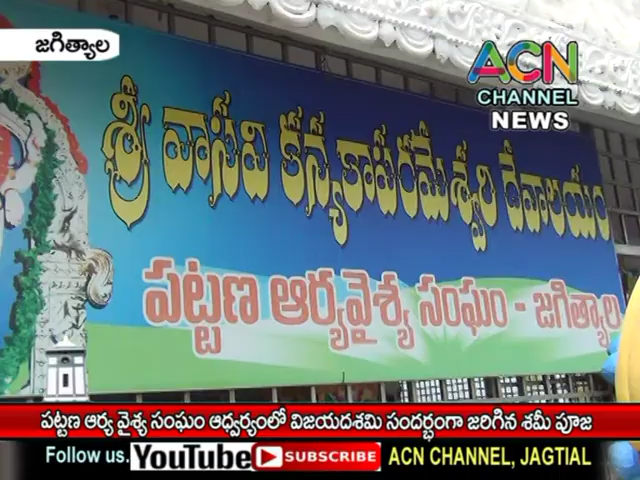 జగిత్యాల
ACN
CHANNEL
NEWS
శ్రీ వాసవి కన్యకాపరమేశ్వరి దేవాలయం
పట్టణ ఆర్యవైశ్య సంఘం - జగిత్యాల
పట్టణ ఆర్య వైశ్య సంఘం ఆధ్వర్యంలో విజయదశమి సందర్భంగా జరిగిన శమీ పూజ
Follow us. YouTube SUBSCRIBE ACN CHANNEL, JAGTIAL